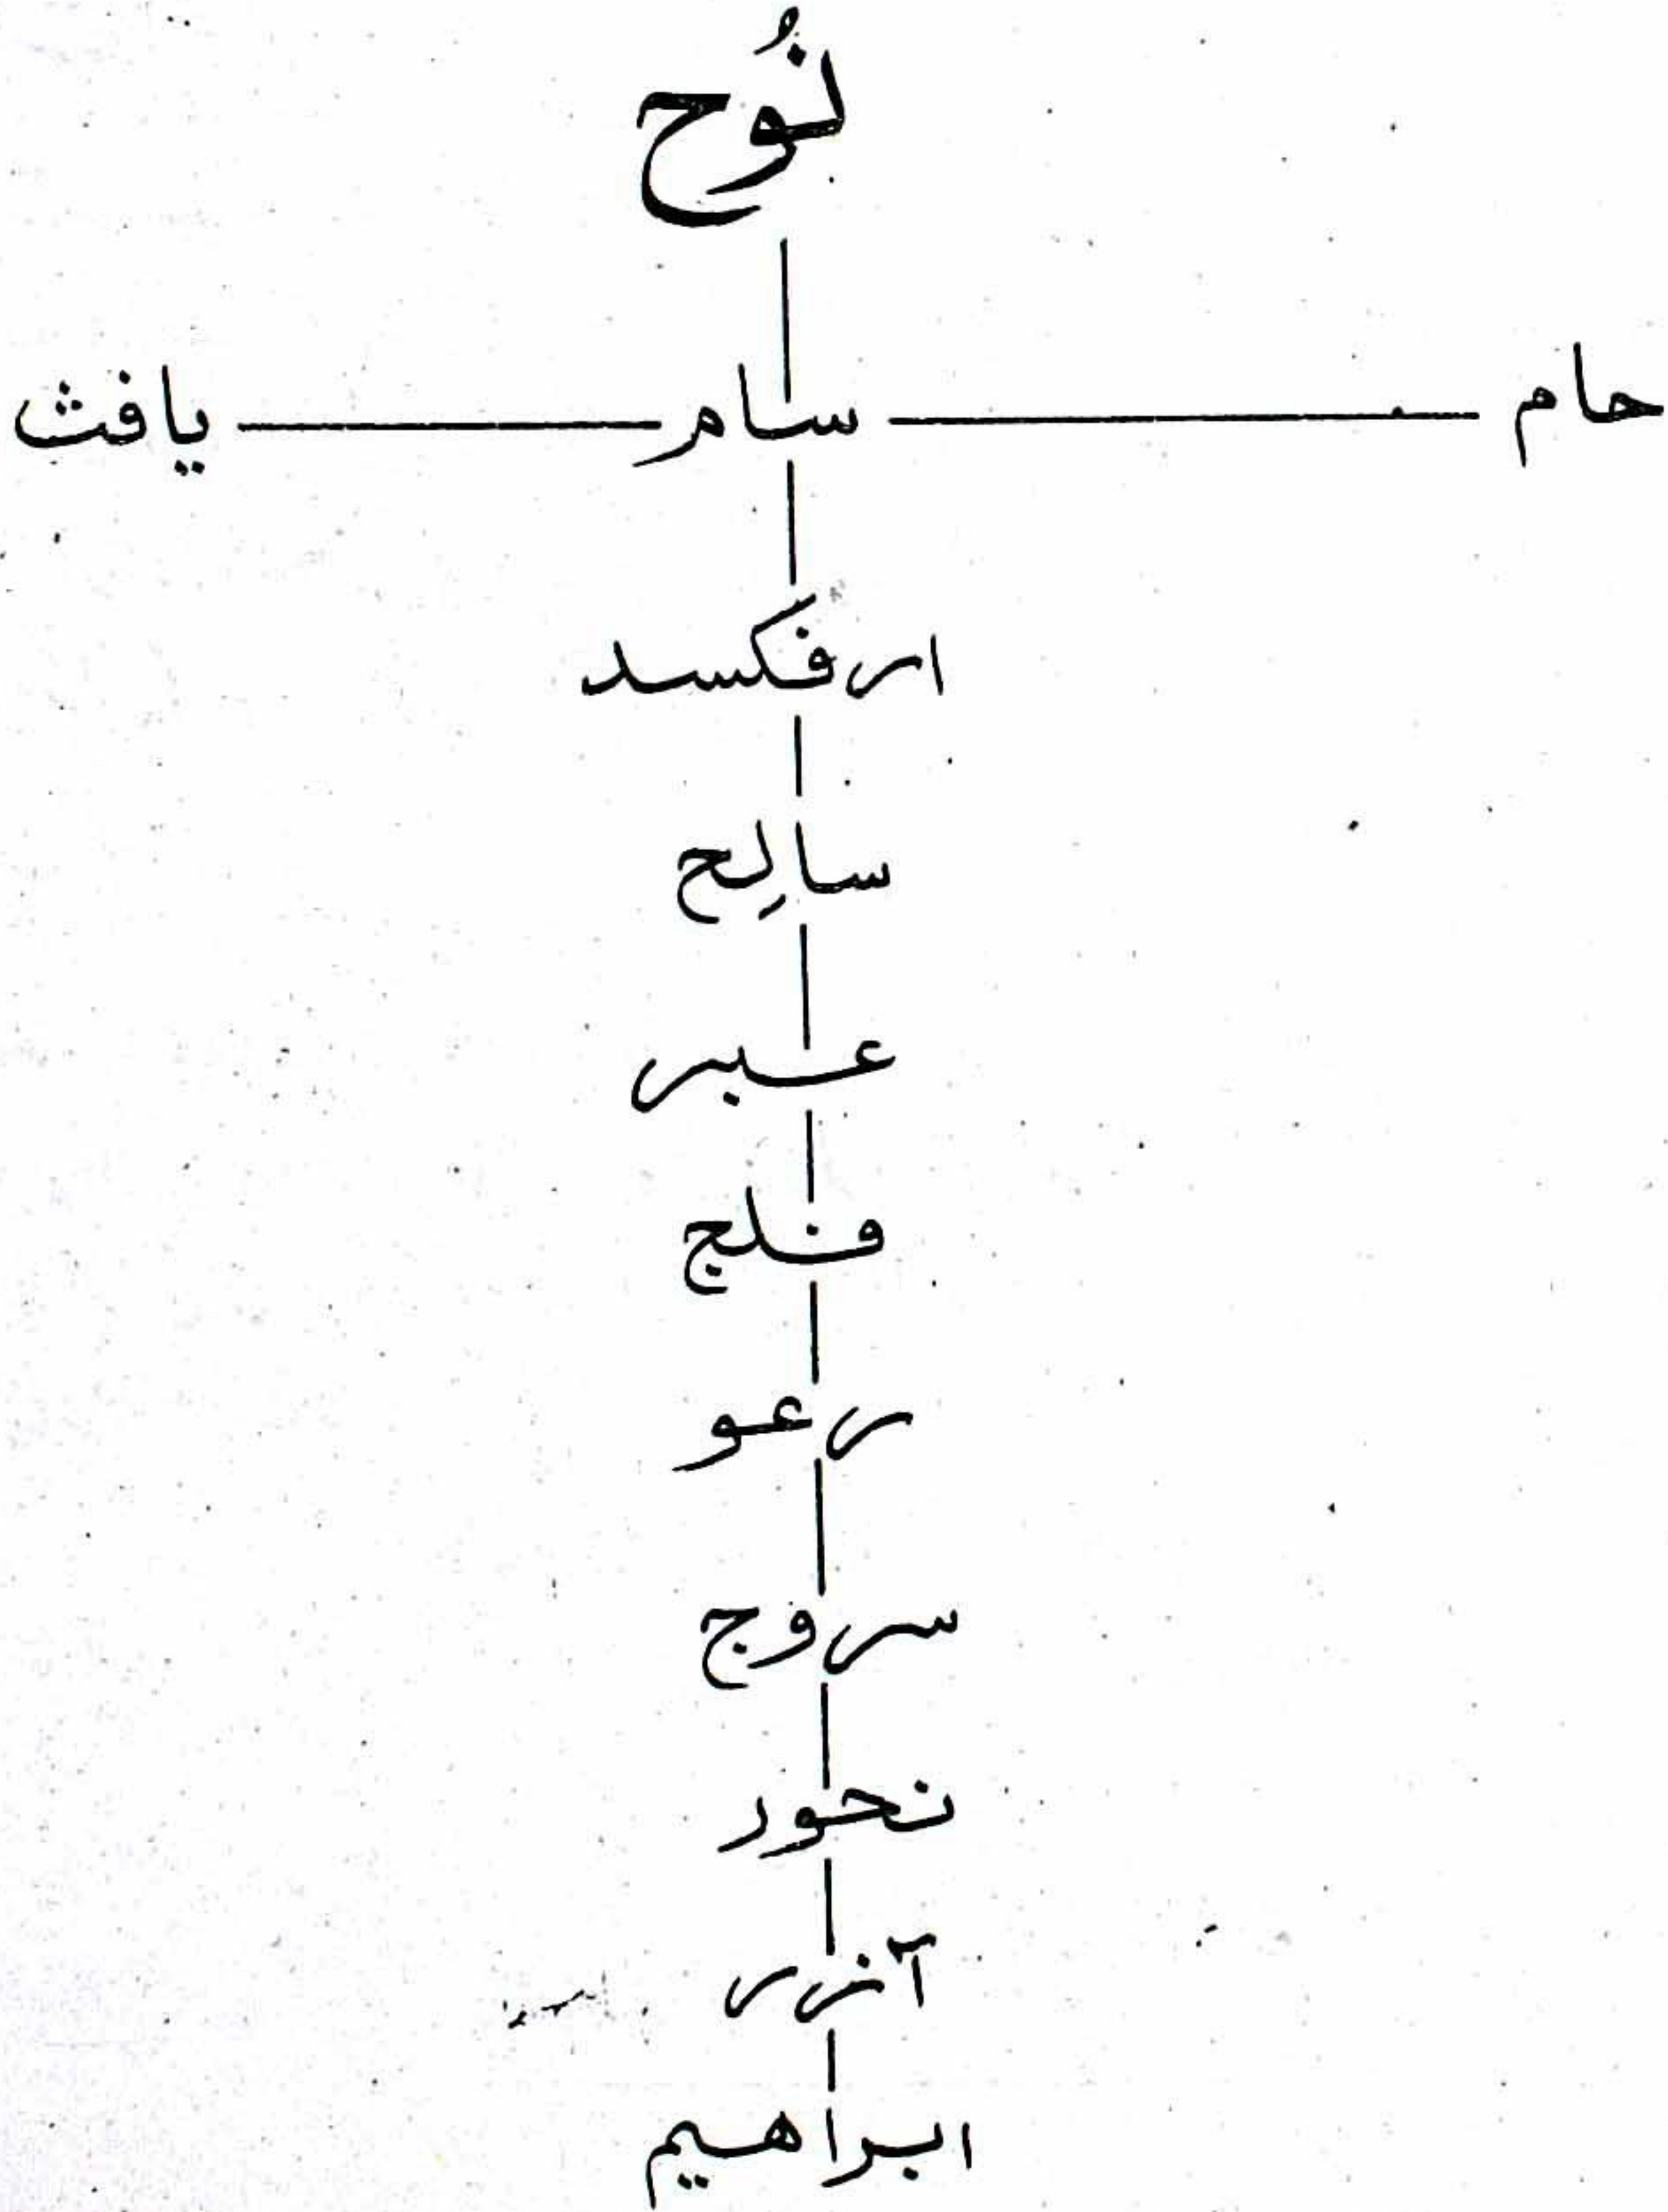 نُوح
حام سام یافث
ارفکسد
سالِح
عبر
فلج
رعو
سروج
نحور
آزر
ابراھیم